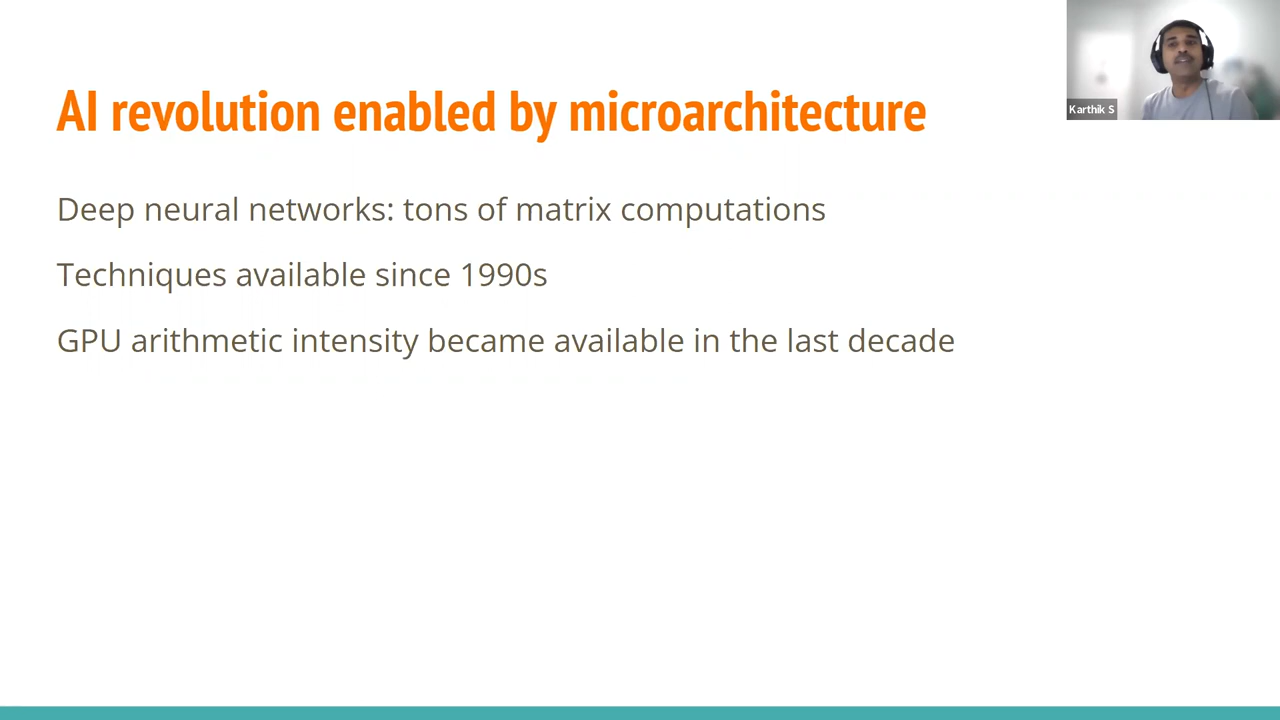 AI revolution enabled by microarchitecture
Karthik S
Deep neural networks: tons of matrix computations
Techniques available since 1990s
GPU arithmetic intensity became available in the last decade